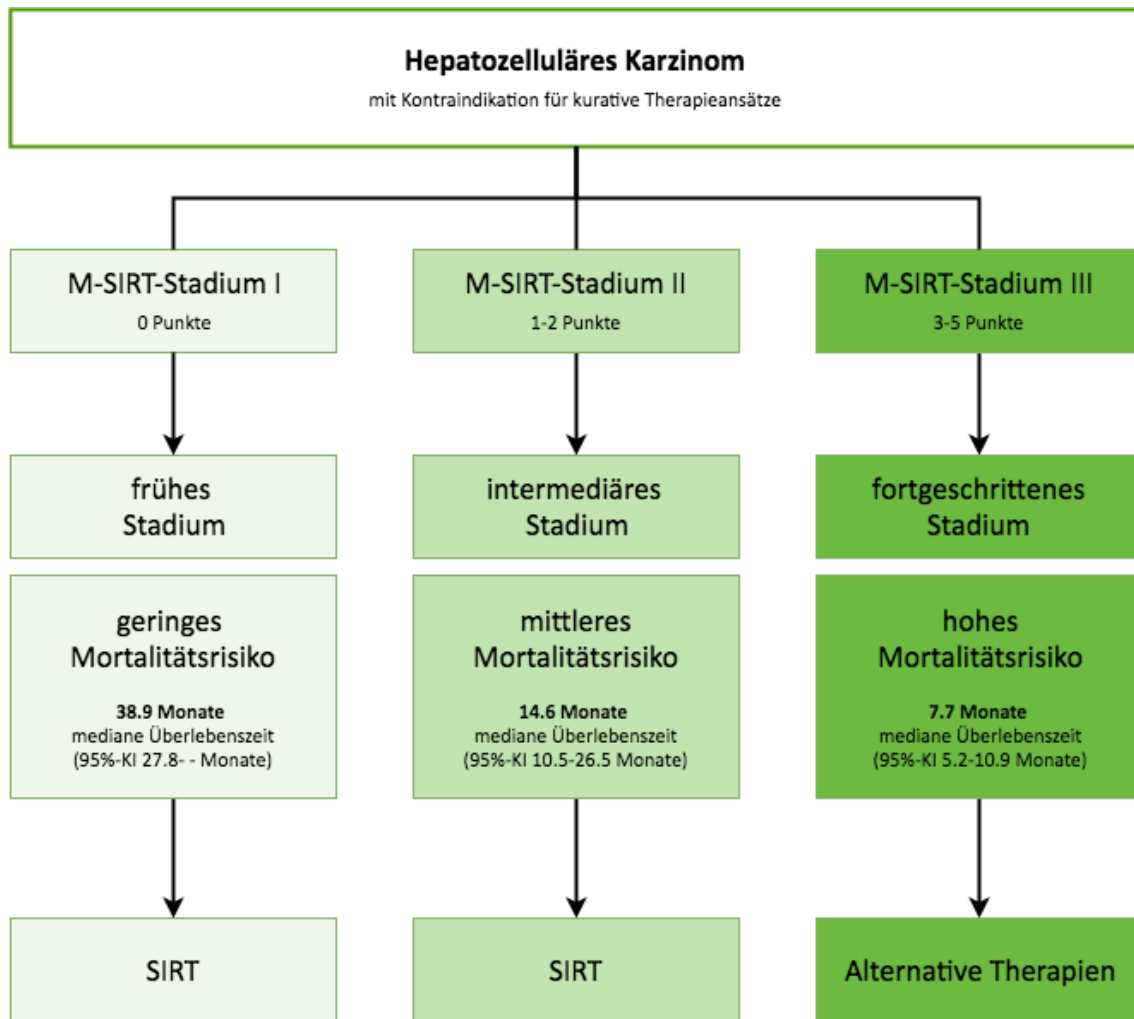 Hepatozelluläres Karzinom
mit Kontraindikation für kurative Therapieansätze
M-SIRT-Stadium I
0 Punkte
M-SIRT-Stadium II
1-2 Punkte
M-SIRT-Stadium III
3-5 Punkte
frühes
Stadium
intermediäres
Stadium
fortgeschrittenes
Stadium
geringes
Mortalitätsrisiko
38.9 Monate
mediane Überlebenszeit
(95%-KI 27.8- - Monate)
mittleres
Mortalitätsrisiko
14.6 Monate
mediane Überlebenszeit
(95%-KI 10.5-26.5 Monate)
hohes
Mortalitätsrisiko
7.7 Monate
mediane Überlebenszeit
(95%-KI 5.2-10.9 Monate)
SIRT
SIRT
Alternative Therapien